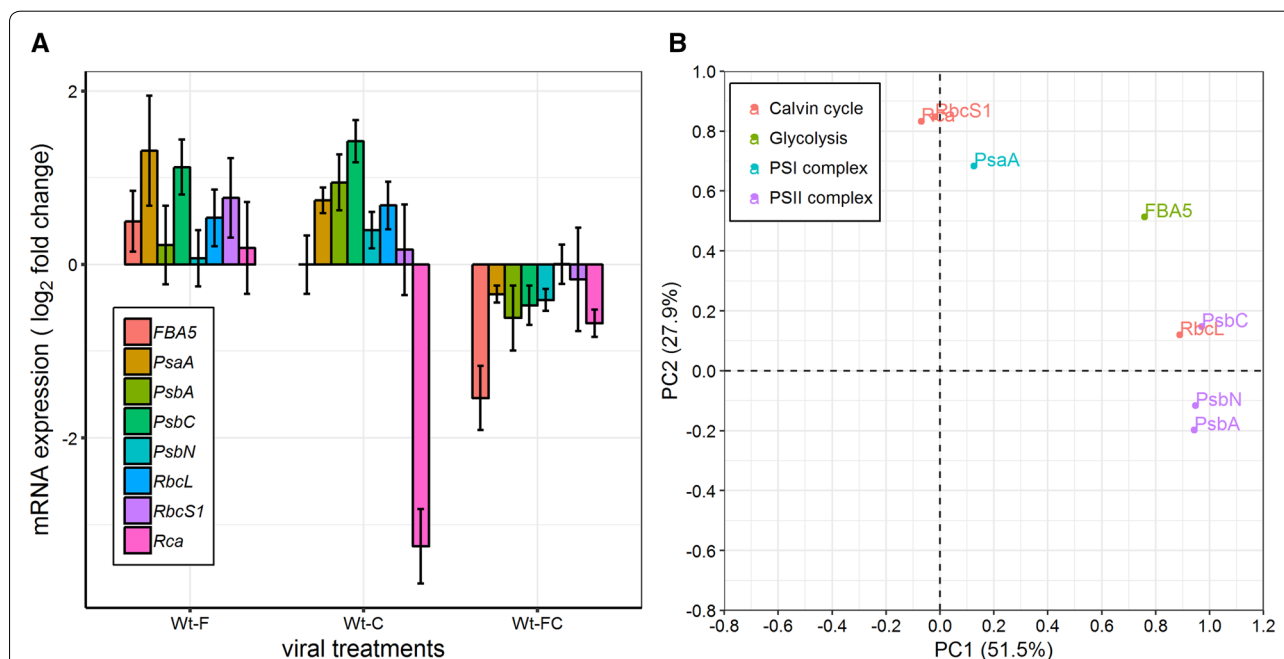 A
mRNA expression ( log2 fold change)
2
0
-2
FBA5
PsaA
PsbA
PsbC
PsbN
RbcL
RbcS1
Rca
Wt-F
Wt-C
Wt-FC
viral treatments
B
PC2 (27.9%)
1.0
0.8
0.6
0.4
0.2
0.0
-0.2
-0.4
-0.6
-0.8
a Calvin cycle
a Glycolysis
a PSI complex
a PSII complex
Rca
RbcS1
PsaA
FBA5
PsbC
RbcL
PsbN
PsbA
-0.8 -0.6 -0.4 -0.2 0.0 0.2 0.4 0.6 0.8 1.0 1.2
PC1 (51.5%)